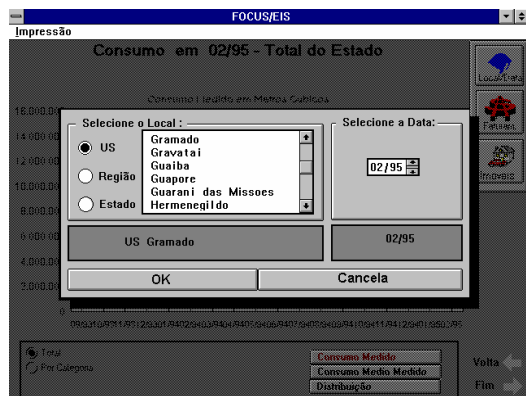 FOCUS/EIS
Impressão
Consumo em 02/95 - Total do Estado
Consumo Medido em Metros Cubicos
Local/Data
Imoveis
16.000.00
14.000.00
12.000.00
10.000.00
8.000.00
6.000.00
4.000.00
2.000.00
Selecione o Local :
US
Região
Estado
Gramado
Gravatai
Guaiba
Guapore
Guarani das Missoes
Hermenegildo
Selecione a Data:
02/95
US Gramado
02/95
OK
Cancela
Total
Por Categoria
Consumo Medido
Consumo Medio Medido
Distribuição
Volta
Fim